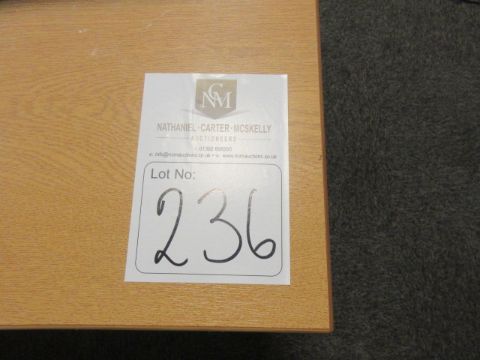 NCM
NATHANIEL·CARTER·MCSKELLY
AUCTIONEERS
Lot No:
236